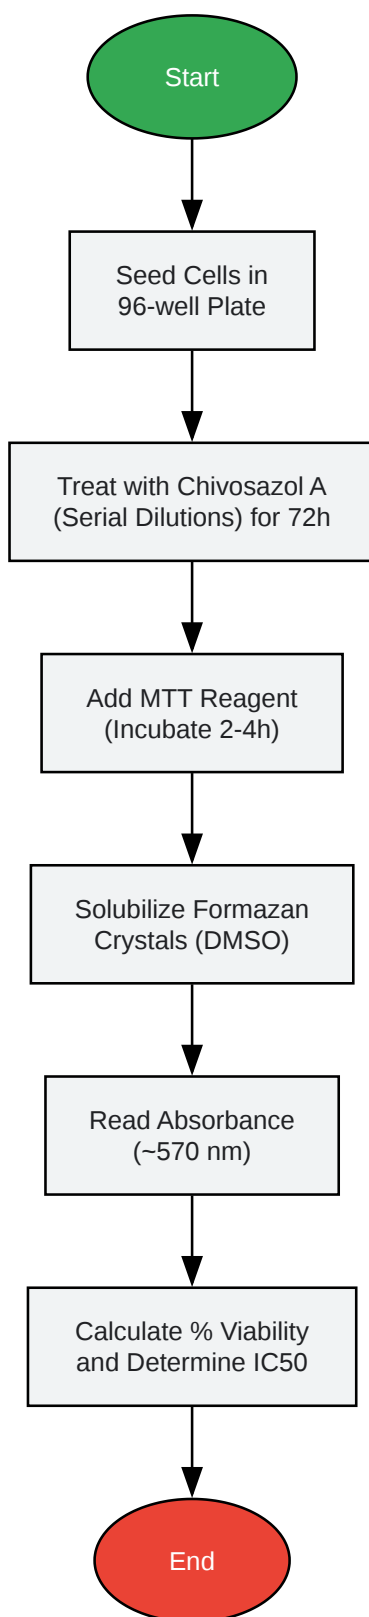 Start
Seed Cells in
96-well Plate
Treat with Chivosazol A
(Serial Dilutions) for 72h
Add MTT Reagent
(Incubate 2-4h)
Solubilize Formazan
Crystals (DMSO)
Read Absorbance
(~570 nm)
Calculate % Viability
and Determine IC50
End